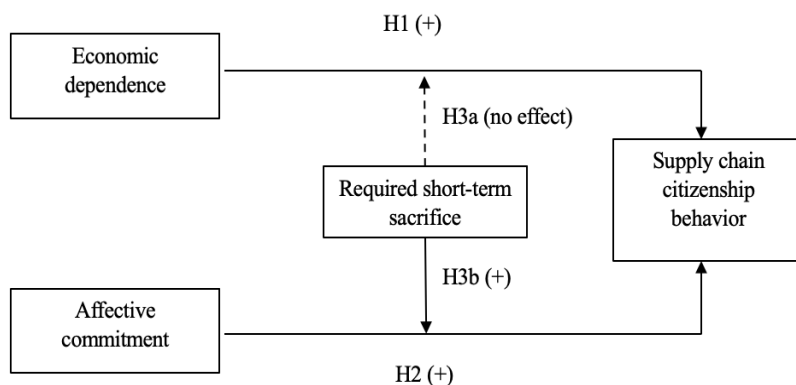 H1 (+)
Economic
dependence
H3a (no effect)
Required short-term
sacrifice
Supply chain
citizenship
behavior
H3b (+)
Affective
commitment
H2 (+)